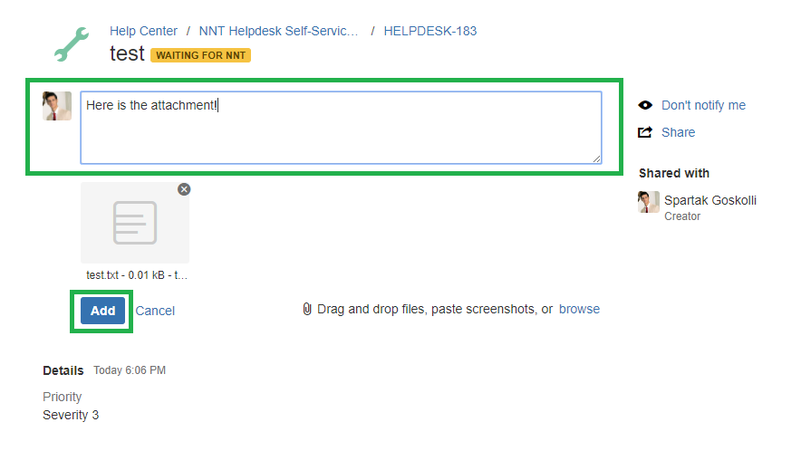 Help Center / NNT Helpdesk Self-Servic... / HELPDESK-183
test WAITING FOR NNT
Here is the attachment!
Don't notify me
Share
Shared with
Spartak Goskolli
Creator
test.txt - 0.01 kB - t...
Add Cancel
Drag and drop files, paste screenshots, or browse
Details Today 6:06 PM
Priority
Severity 3